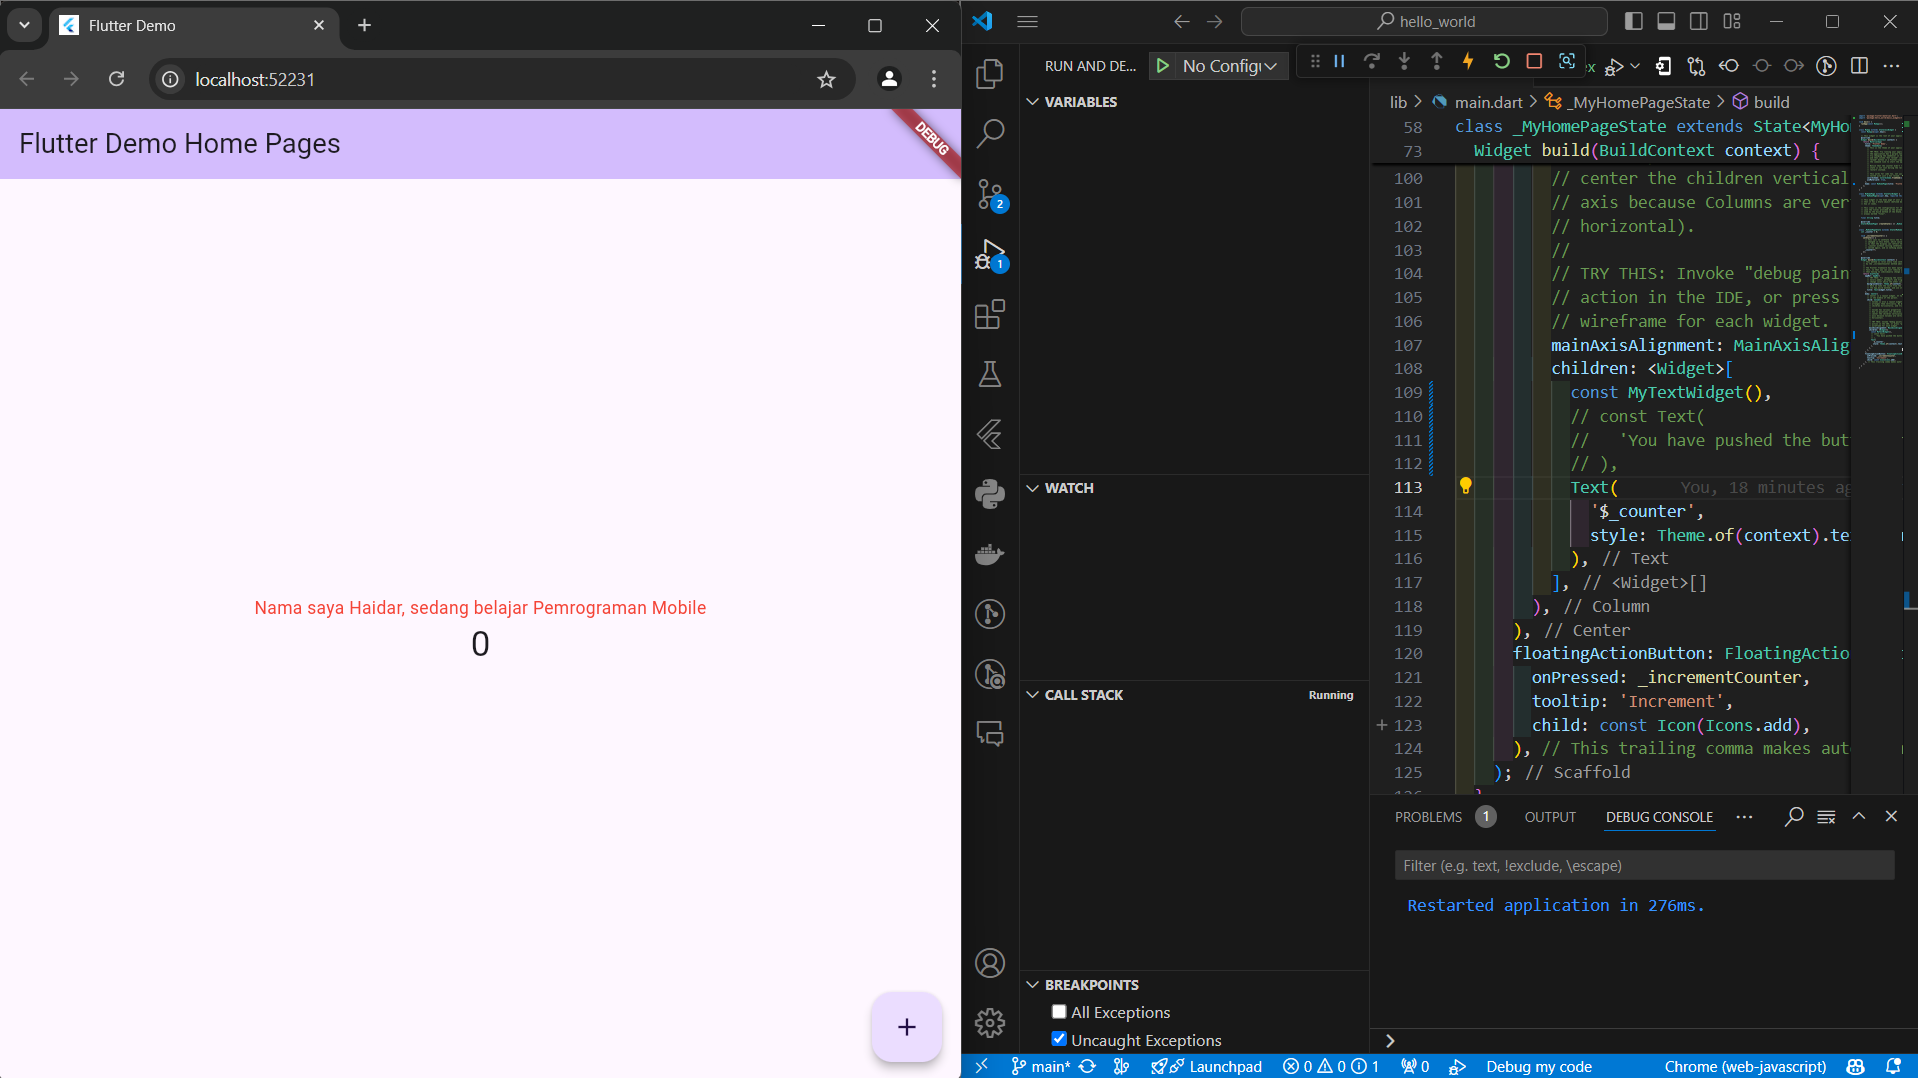 Flutter Demo
localhost:52231
Flutter Demo Home Pages
DEBUG
Nama saya Haidar, sedang belajar Pemrograman Mobile
0
hello_world
RUN AND DE...
No Config
VARIABLES
WATCH
CALL STACK
Running
BREAKPOINTS
All Exceptions
Uncaught Exceptions
2
1
lib > main.dart > _MyHomePageState > build
58 class _MyHomePageState extends State<MyHo
73 Widget build(BuildContext context) {
100 // center the children vertical
101 // axis because Columns are ver
102 // horizontal).
103 //
104 // TRY THIS: Invoke "debug pain
105 // action in the IDE, or press
106 // wireframe for each widget.
107 mainAxisAlignment: MainAxisAlig
108 children: <Widget>[
109 const MyTextWidget(),
110 // const Text(
111 //   'You have pushed the but
112 // ),
113 Text( You, 18 minutes ag
114 '$_counter',
115 style: Theme.of(context).te
116 ), // Text
117 ], // <Widget>[]
118 ), // Column
119 ), // Center
120 floatingActionButton: FloatingActio
121 onPressed: _incrementCounter,
122 tooltip: 'Increment',
123 child: const Icon(Icons.add),
124 ), // This trailing comma makes aut
125 ); // Scaffold
PROBLEMS 1 OUTPUT DEBUG CONSOLE
Filter (e.g. text, !exclude, \escape)
Restarted application in 276ms.
main* Launchpad 0 0 1 0 Debug my code Chrome (web-javascript)